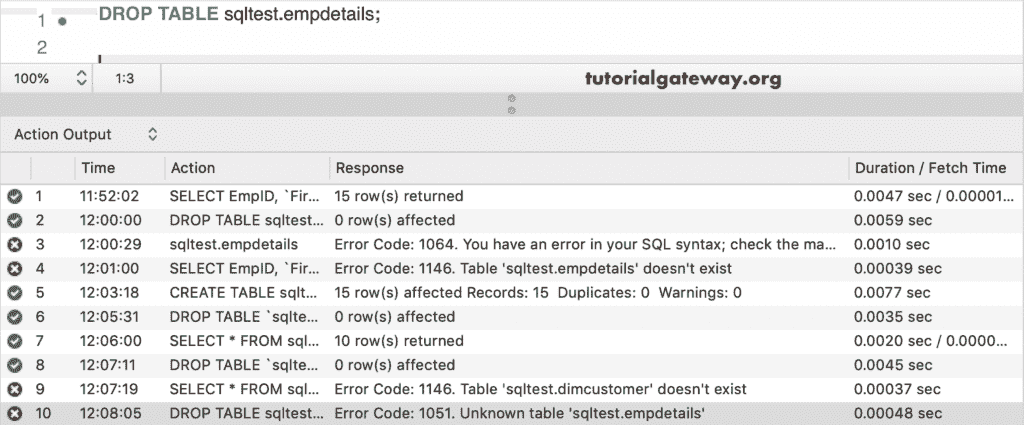 1 DROP TABLE sqltest.empdetails;
2
100% 1:3 tutorialgateway.org
Action Output
Time Action Response Duration / Fetch Time
1 11:52:02 SELECT EmpID, `Fir... 15 row(s) returned 0.0047 sec / 0.00001...
2 12:00:00 DROP TABLE sqltest... 0 row(s) affected 0.0059 sec
3 12:00:29 sqltest.empdetails Error Code: 1064. You have an error in your SQL syntax; check the ma... 0.0010 sec
4 12:01:00 SELECT EmpID, `Fir... Error Code: 1146. Table 'sqltest.empdetails' doesn't exist 0.00039 sec
5 12:03:18 CREATE TABLE sqlt... 15 row(s) affected Records: 15  Duplicates: 0  Warnings: 0 0.0077 sec
6 12:05:31 DROP TABLE `sqlte... 0 row(s) affected 0.0035 sec
7 12:06:00 SELECT * FROM sql... 10 row(s) returned 0.0020 sec / 0.0000...
8 12:07:11 DROP TABLE `sqlte... 0 row(s) affected 0.0045 sec
9 12:07:19 SELECT * FROM sql... Error Code: 1146. Table 'sqltest.dimcustomer' doesn't exist 0.00037 sec
10 12:08:05 DROP TABLE sqltest... Error Code: 1051. Unknown table 'sqltest.empdetails' 0.00048 sec